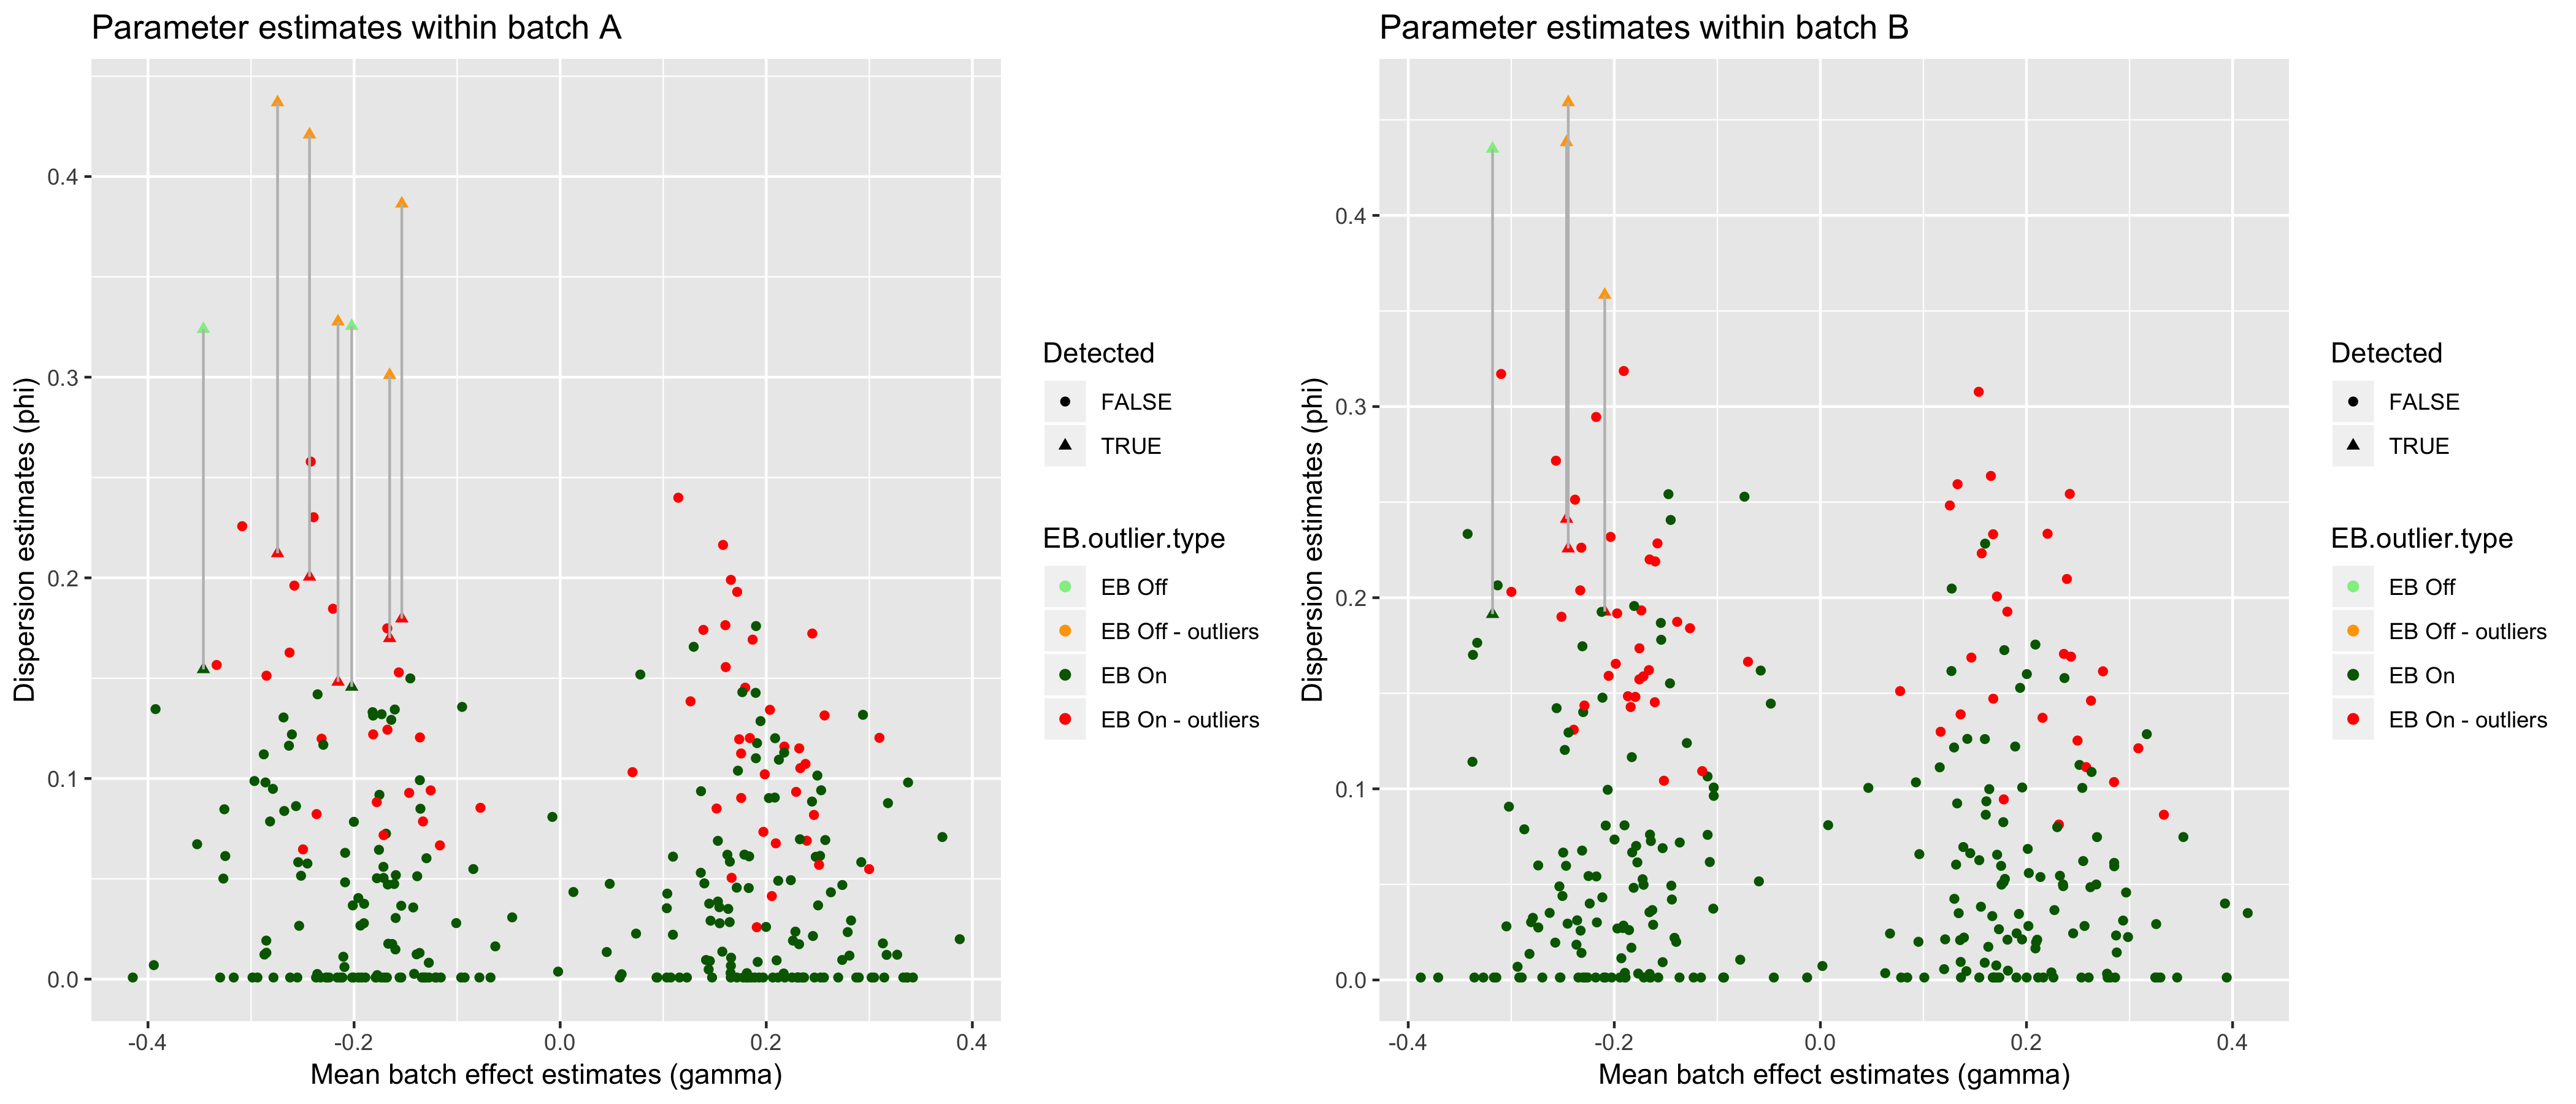 Parameter estimates within batch A
Dispersion estimates (phi)
0.4
0.3
0.2
0.1
0.0
-0.4 -0.2 0.0 0.2 0.4
Mean batch effect estimates (gamma)
Detected
FALSE
TRUE
EB.outlier.type
EB Off
EB Off - outliers
EB On
EB On - outliers
Parameter estimates within batch B
Dispersion estimates (phi)
0.4
0.3
0.2
0.1
0.0
-0.4 -0.2 0.0 0.2 0.4
Mean batch effect estimates (gamma)
Detected
FALSE
TRUE
EB.outlier.type
EB Off
EB Off - outliers
EB On
EB On - outliers